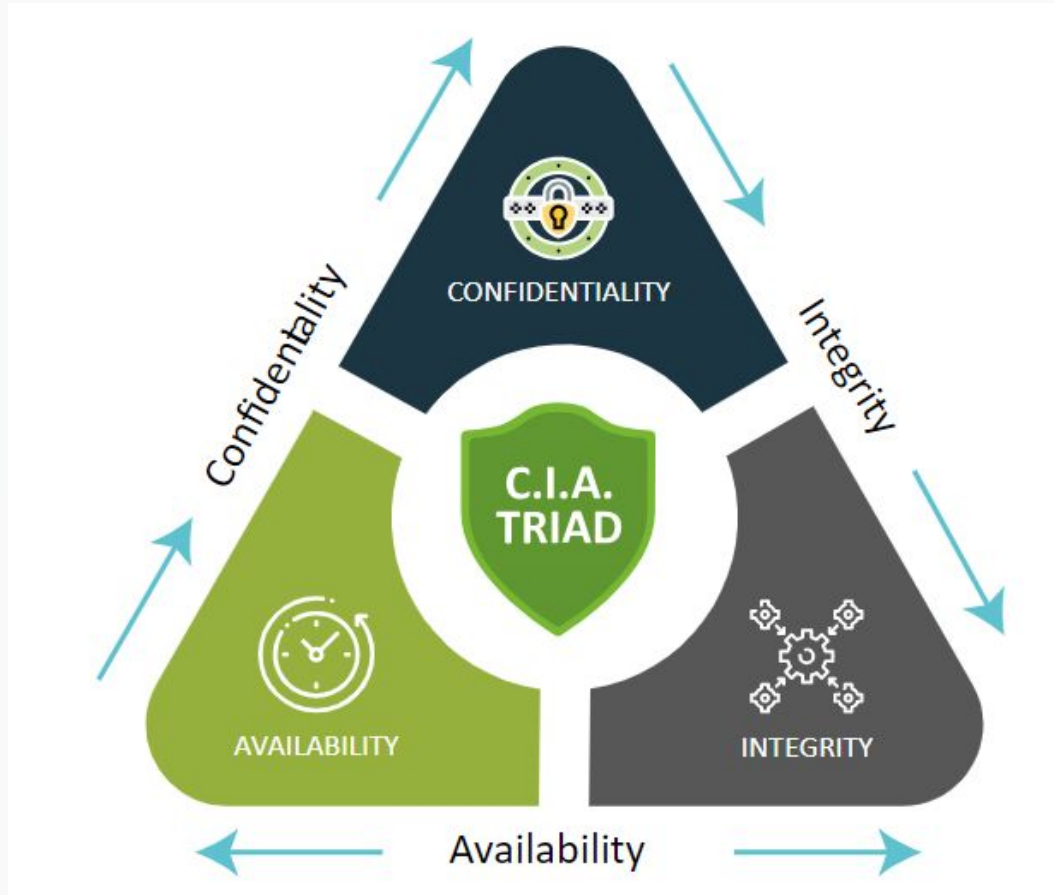 CONFIDENTIALITY
Confidentality
Integrity
C.I.A.
TRIAD
AVAILABILITY
INTEGRITY
Availability